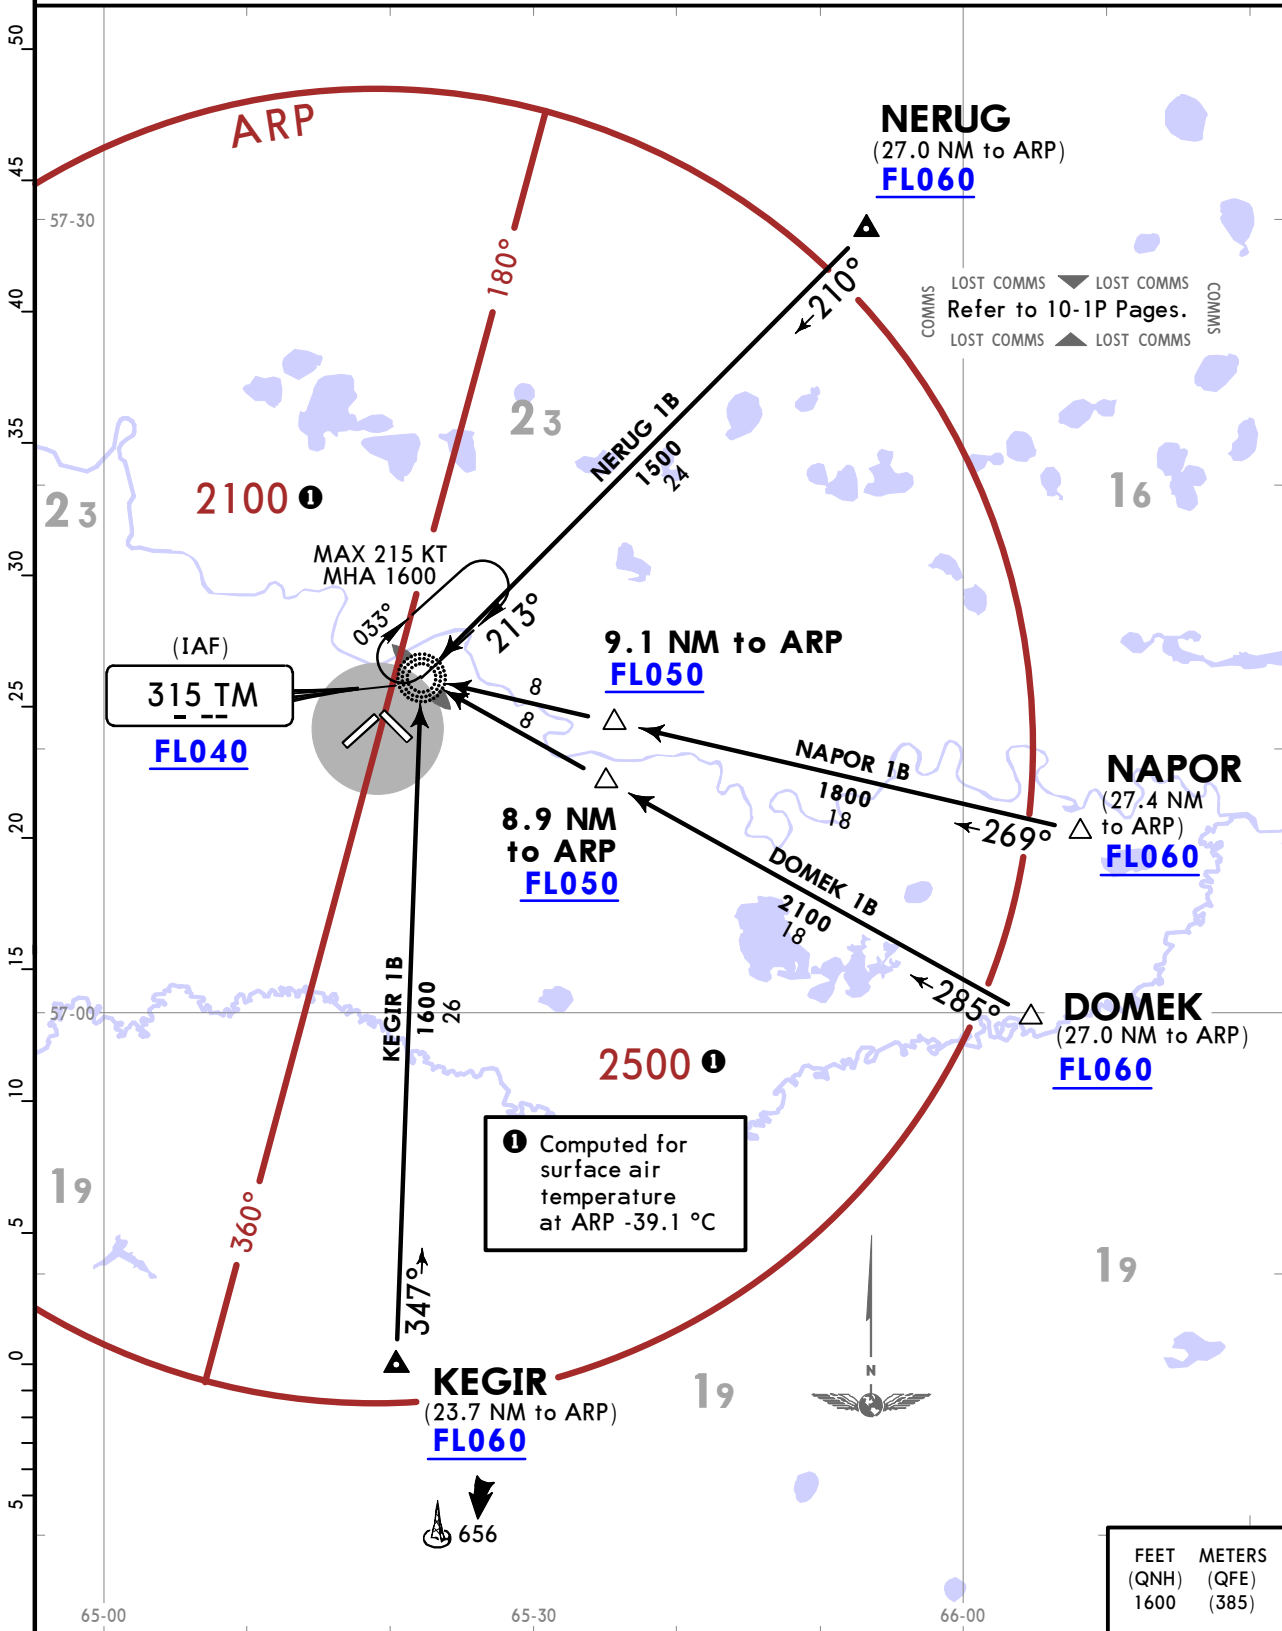 50
45
40
35
30
25
20
15
10
5
0
5
ARP
NERUG
(27.0 NM to ARP)
FL060
57-30
180°
210°
LOST COMMS LOST COMMS
COMMS Refer to 10-1P Pages. COMMS
LOST COMMS LOST COMMS
23
NERUG 1B
1500
24
16
23
2100 1
MAX 215 KT
MHA 1600
033°
213°
(IAF)
315 TM
FL040
9.1 NM to ARP
FL050
8
8
NAPOR 1B
1800
18
NAPOR
(27.4 NM
to ARP)
FL060
269°
8.9 NM
to ARP
FL050
DOMEK 1B
2100
18
285°
DOMEK
(27.0 NM to ARP)
FL060
KEGIR 1B
1600
26
57-00
2500 1
1 Computed for
surface air
temperature
at ARP -39.1 °C
19
360°
347°
19
N
KEGIR
(23.7 NM to ARP)
FL060
19
656
FEET METERS
(QNH) (QFE)
1600 (385)
65-00
65-30
66-00